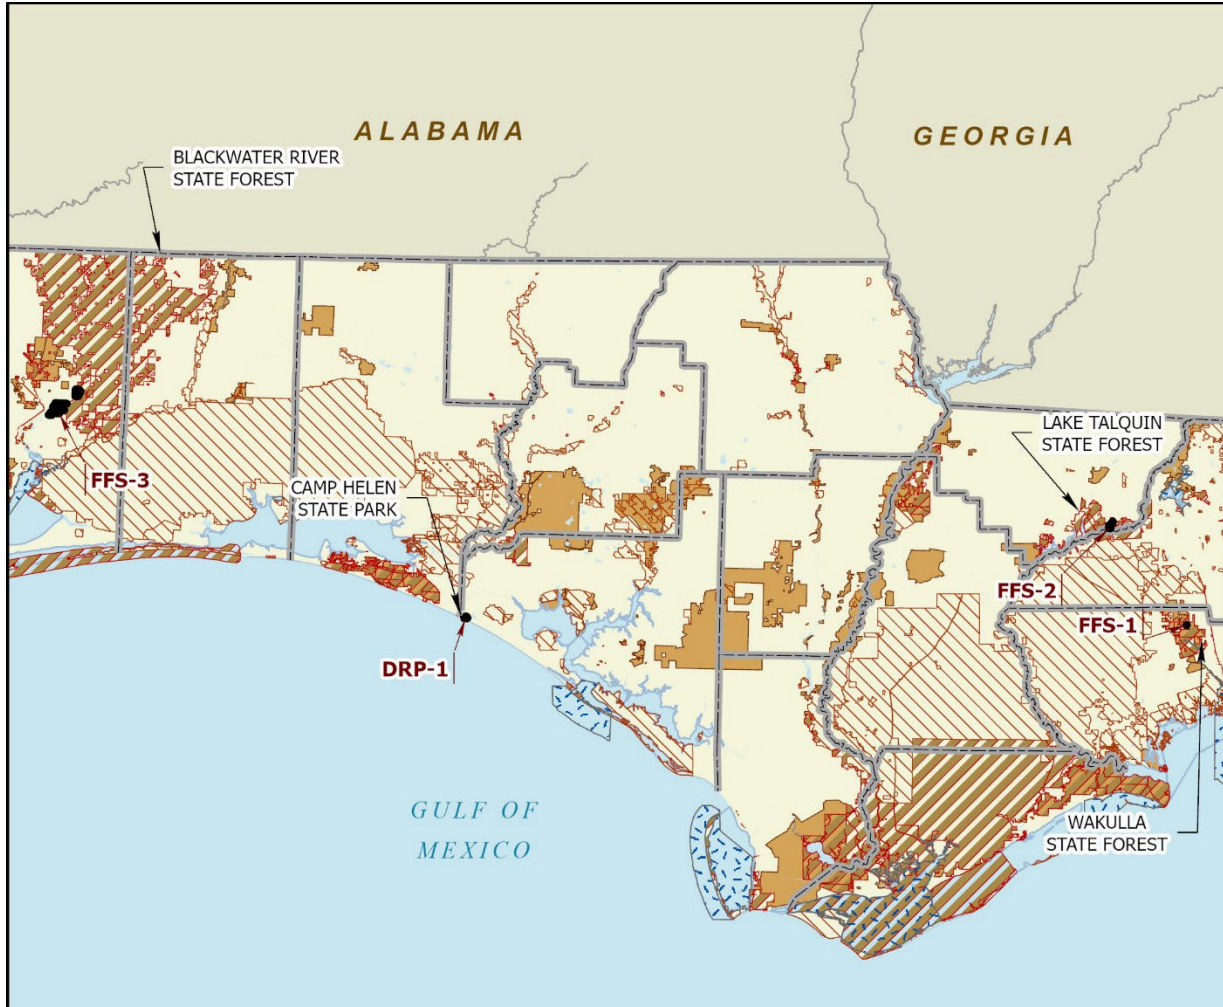 ALABAMA
GEORGIA
BLACKWATER RIVER
STATE FOREST
LAKE TALQUIN
STATE FOREST
FFS-3
CAMP HELEN
STATE PARK
FFS-2
FFS-1
DRP-1
GULF OF
MEXICO
WAKULLA
STATE FOREST